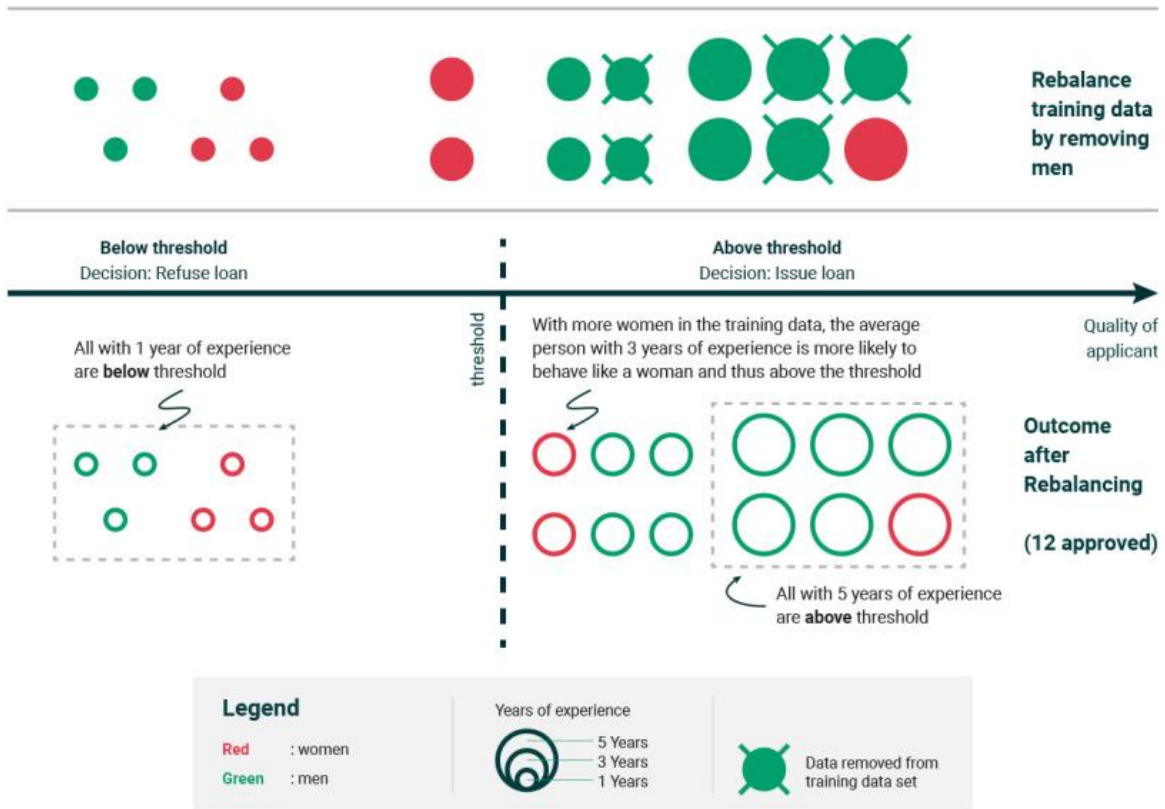 Rebalance
training data
by removing
men
Below threshold
Decision: Refuse loan
Above threshold
Decision: Issue loan
threshold
Quality of
applicant
All with 1 year of experience
are below threshold
With more women in the training data, the average
person with 3 years of experience is more likely to
behave like a woman and thus above the threshold
Outcome
after
Rebalancing
(12 approved)
All with 5 years of experience
are above threshold
Legend
Red : women
Green : men
Years of experience
5 Years
3 Years
1 Years
Data removed from
training data set